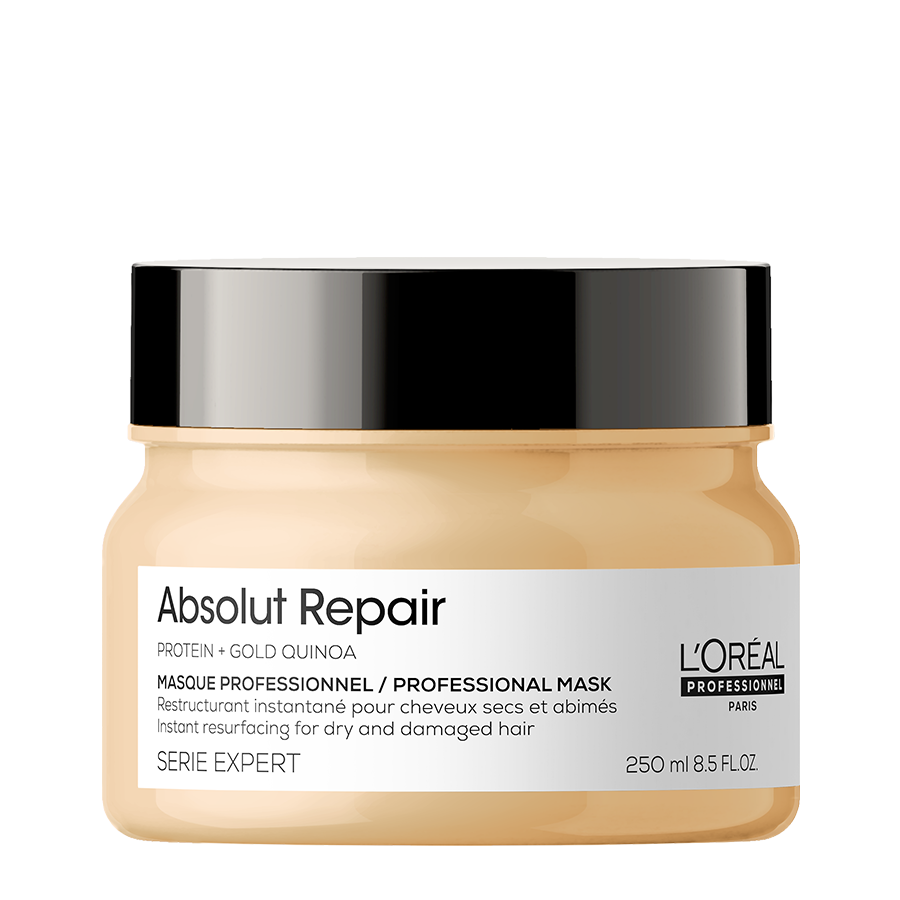 Absolut Repair
PROTEIN + GOLD QUINOA
MASQUE PROFESSIONNEL / PROFESSIONAL MASK
Restructurant instantané pour cheveux secs et abimés
Instant resurfacing for dry and damaged hair
SERIE EXPERT
L'ORÉAL
PROFESSIONNEL
PARIS
250 ml 8.5 FL.OZ.